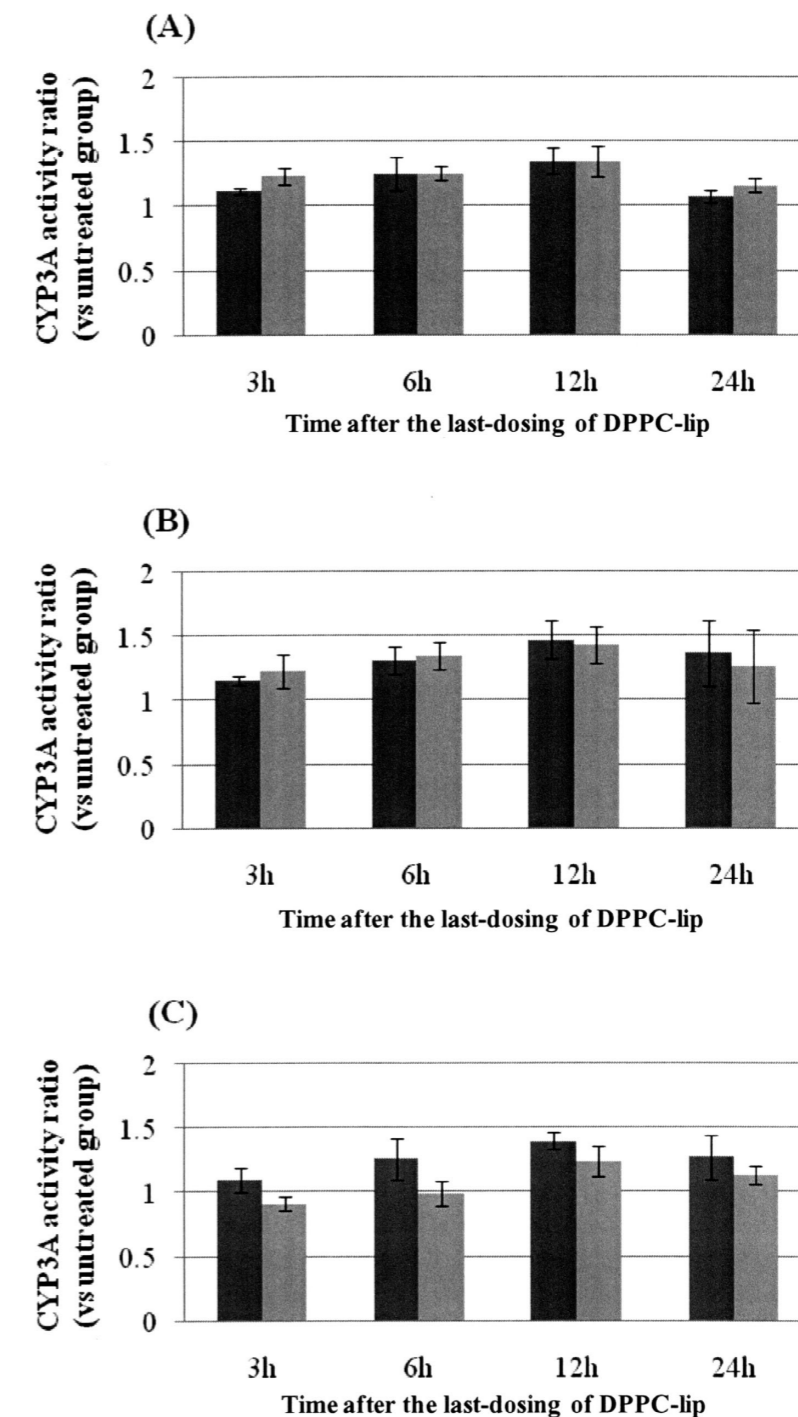 (A)
CYP3A activity ratio
(vs untreated group)
2
1.5
1
0.5
0
3h 6h 12h 24h
Time after the last-dosing of DPPC-lip
(B)
CYP3A activity ratio
(vs untreated group)
2
1.5
1
0.5
0
3h 6h 12h 24h
Time after the last-dosing of DPPC-lip
(C)
CYP3A activity ratio
(vs untreated group)
2
1.5
1
0.5
0
3h 6h 12h 24h
Time after the last-dosing of DPPC-lip